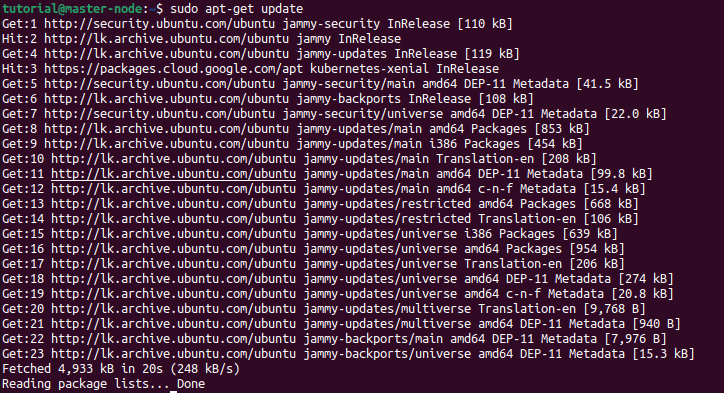 tutorial@master-node:~$ sudo apt-get update
Get:1 http://security.ubuntu.com/ubuntu jammy-security InRelease [110 kB]
Hit:2 http://lk.archive.ubuntu.com/ubuntu jammy InRelease
Get:4 http://lk.archive.ubuntu.com/ubuntu jammy-updates InRelease [119 kB]
Hit:3 https://packages.cloud.google.com/apt kubernetes-xenial InRelease
Get:5 http://security.ubuntu.com/ubuntu jammy-security/main amd64 DEP-11 Metadata [41.5 kB]
Get:6 http://lk.archive.ubuntu.com/ubuntu jammy-backports InRelease [108 kB]
Get:7 http://security.ubuntu.com/ubuntu jammy-security/universe amd64 DEP-11 Metadata [22.0 kB]
Get:8 http://lk.archive.ubuntu.com/ubuntu jammy-updates/main amd64 Packages [853 kB]
Get:9 http://lk.archive.ubuntu.com/ubuntu jammy-updates/main i386 Packages [454 kB]
Get:10 http://lk.archive.ubuntu.com/ubuntu jammy-updates/main Translation-en [208 kB]
Get:11 http://lk.archive.ubuntu.com/ubuntu jammy-updates/main amd64 DEP-11 Metadata [99.8 kB]
Get:12 http://lk.archive.ubuntu.com/ubuntu jammy-updates/main amd64 c-n-f Metadata [15.4 kB]
Get:13 http://lk.archive.ubuntu.com/ubuntu jammy-updates/restricted amd64 Packages [668 kB]
Get:14 http://lk.archive.ubuntu.com/ubuntu jammy-updates/restricted Translation-en [106 kB]
Get:15 http://lk.archive.ubuntu.com/ubuntu jammy-updates/universe i386 Packages [639 kB]
Get:16 http://lk.archive.ubuntu.com/ubuntu jammy-updates/universe amd64 Packages [954 kB]
Get:17 http://lk.archive.ubuntu.com/ubuntu jammy-updates/universe Translation-en [206 kB]
Get:18 http://lk.archive.ubuntu.com/ubuntu jammy-updates/universe amd64 DEP-11 Metadata [274 kB]
Get:19 http://lk.archive.ubuntu.com/ubuntu jammy-updates/universe amd64 c-n-f Metadata [20.8 kB]
Get:20 http://lk.archive.ubuntu.com/ubuntu jammy-updates/multiverse Translation-en [9,768 B]
Get:21 http://lk.archive.ubuntu.com/ubuntu jammy-updates/multiverse amd64 DEP-11 Metadata [940 B]
Get:22 http://lk.archive.ubuntu.com/ubuntu jammy-backports/main amd64 DEP-11 Metadata [7,976 B]
Get:23 http://lk.archive.ubuntu.com/ubuntu jammy-backports/universe amd64 DEP-11 Metadata [15.3 kB]
Fetched 4,933 kB in 20s (248 kB/s)
Reading package lists... Done